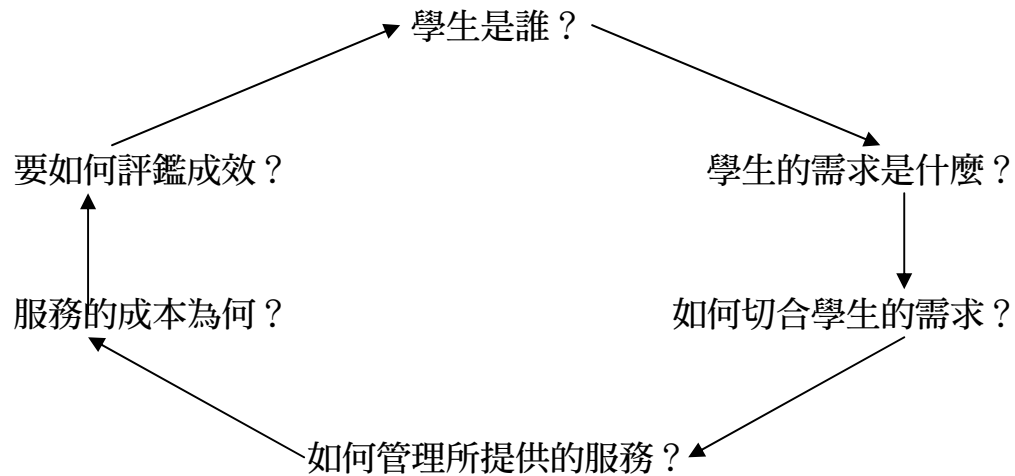 學生是誰？
要如何評鑑成效？
學生的需求是什麼？
服務的成本為何？
如何切合學生的需求？
如何管理所提供的服務？